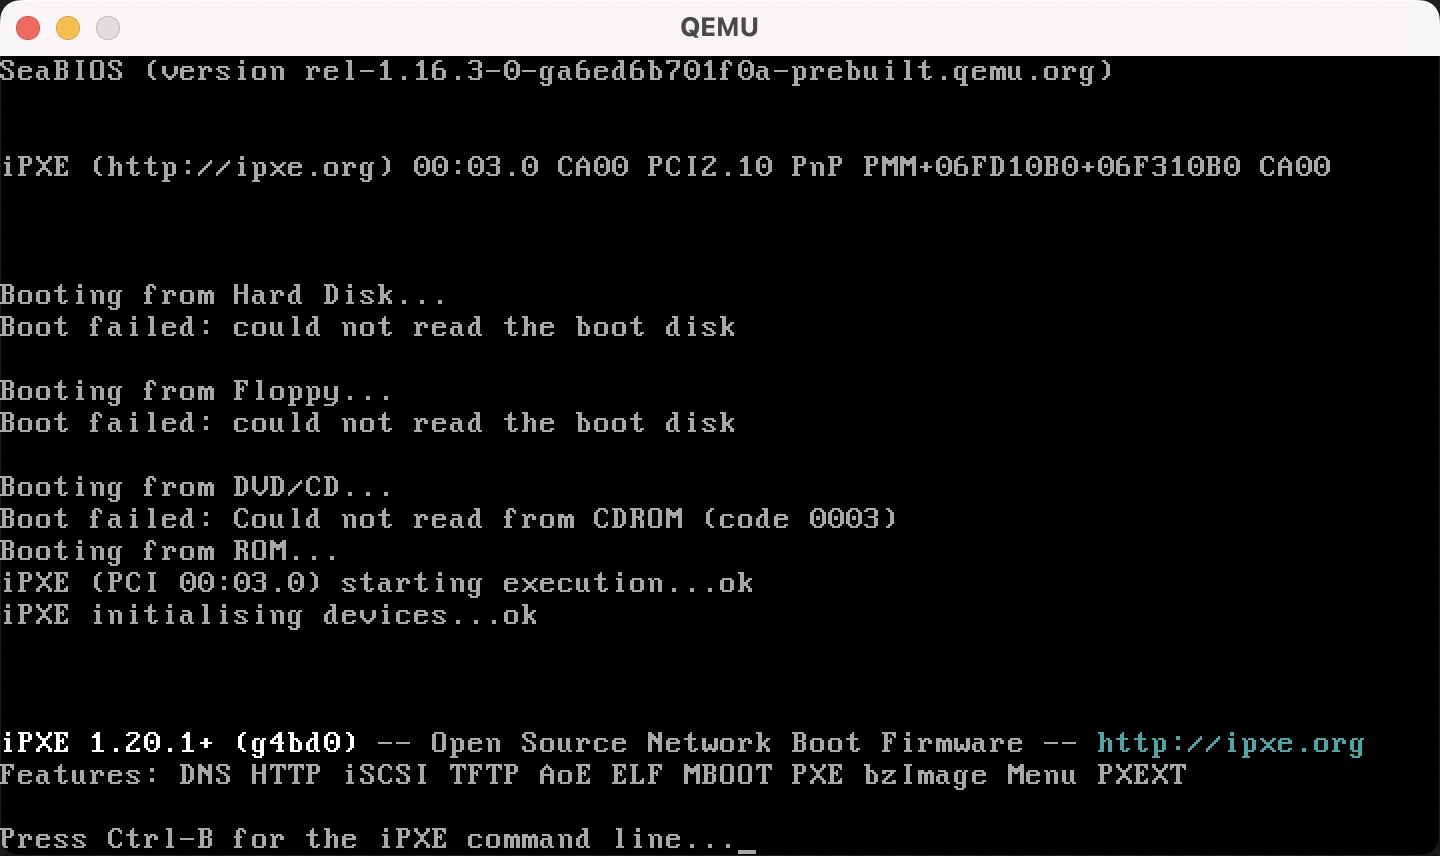 QEMU
SeaBIOS (version rel-1.16.3-0-ga6ed6b701f0a-prebuilt.qemu.org)
iPXE (http://ipxe.org) 00:03.0 CA00 PCI2.10 PnP PMM+06FD10B0+06F310B0 CA00
Booting from Hard Disk...
Boot failed: could not read the boot disk
Booting from Floppy...
Boot failed: could not read the boot disk
Booting from DVD/CD...
Boot failed: Could not read from CDROM (code 0003)
Booting from ROM...
iPXE (PCI 00:03.0) starting execution...ok
iPXE initialising devices...ok
iPXE 1.20.1+ (g4bd0) -- Open Source Network Boot Firmware -- http://ipxe.org
Features: DNS HTTP iSCSI TFTP AoE ELF MBOOT PXE bzImage Menu PXEXT
Press Ctrl-B for the iPXE command line..._